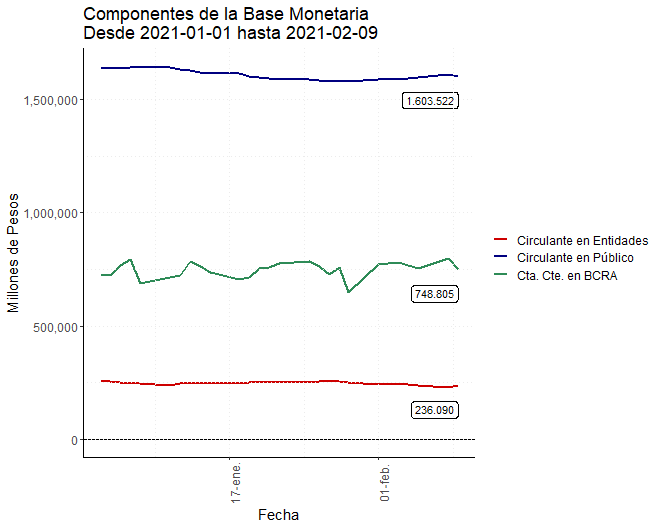 Componentes de la Base Monetaria
Desde 2021-01-01 hasta 2021-02-09
Millones de Pesos
1,500,000
1,000,000
500,000
0
1.603.522
748.805
236.090
17-ene.
01-feb.
Fecha
Circulante en Entidades
Circulante en Público
Cta. Cte. en BCRA